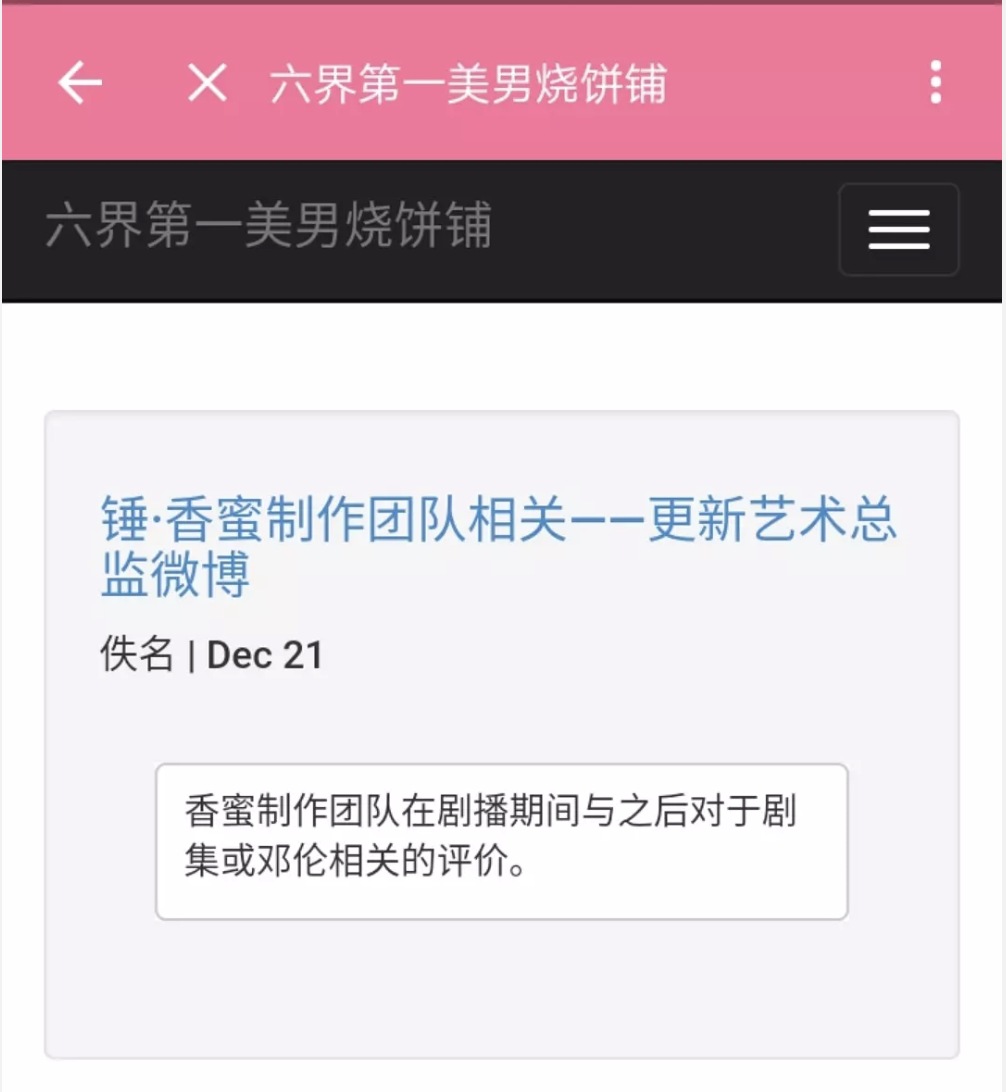 六界第一美男烧饼铺
六界第一美男烧饼铺
锤·香蜜制作团队相关——更新艺术总
监微博
佚名 | Dec 21
香蜜制作团队在剧播期间与之后对于剧
集或邓伦相关的评价。